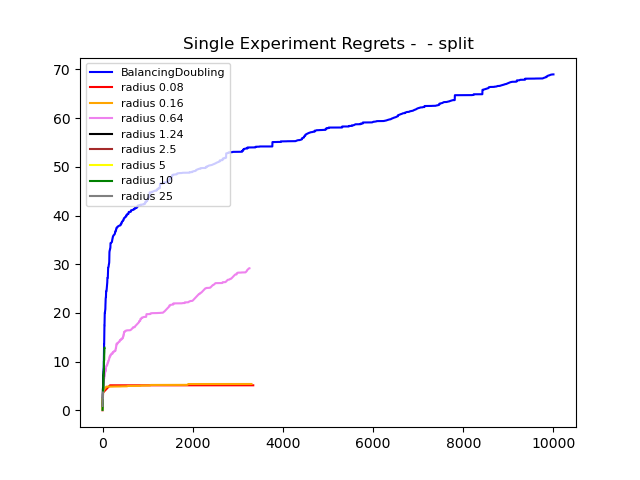 Single Experiment Regrets -  - split
BalancingDoubling
radius 0.08
radius 0.16
radius 0.64
radius 1.24
radius 2.5
radius 5
radius 10
radius 25
70
60
50
40
30
20
10
0
0 2000 4000 6000 8000 10000